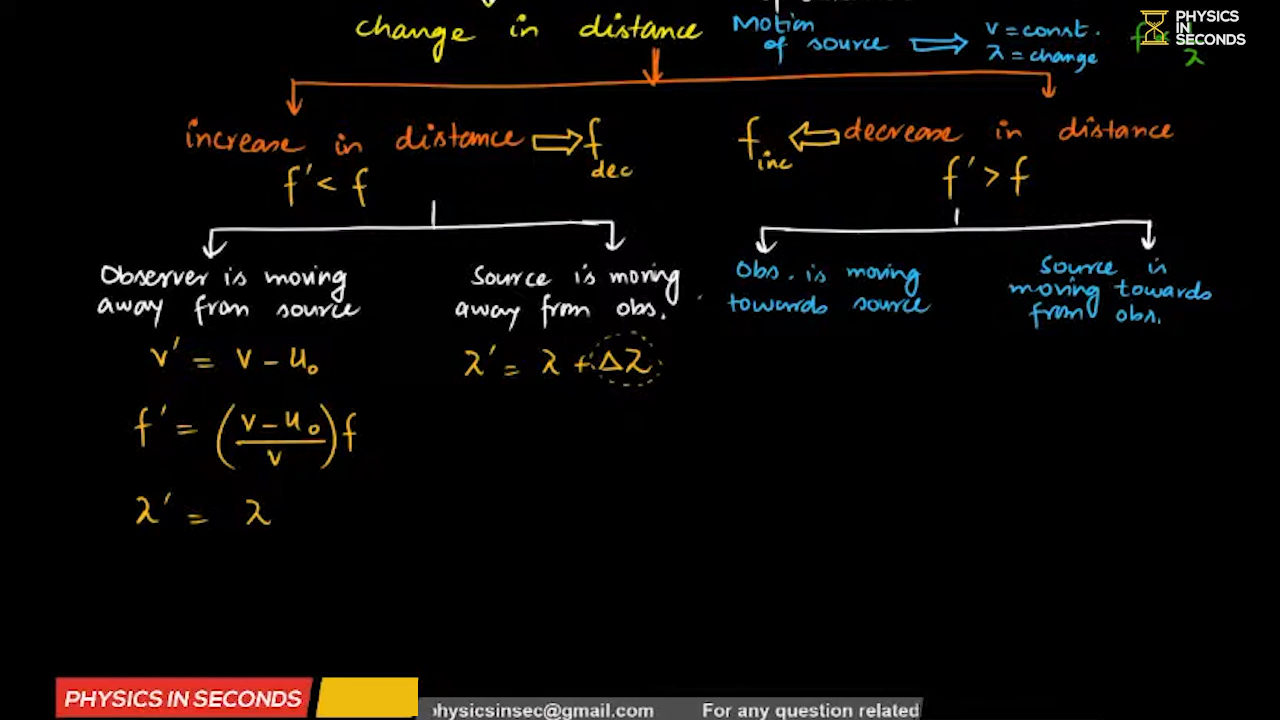 change in distance
Motion
of source ⇒ v = const.
λ = change
f
λ
PHYSICS
IN
SECONDS
increase in distance ⇒ f dec
f' < f
f inc ⇐ decrease in distance
f' > f
Observer is moving
away from source
v' = v - u₀
f' = (v - u₀ / v) f
λ' = λ
Source is moving
away from obs.
λ' = λ + Δλ
Obs. is moving
towards source
Source is
moving towards
from obs.
PHYSICS IN SECONDS
physicsinsec@gmail.com For any question related